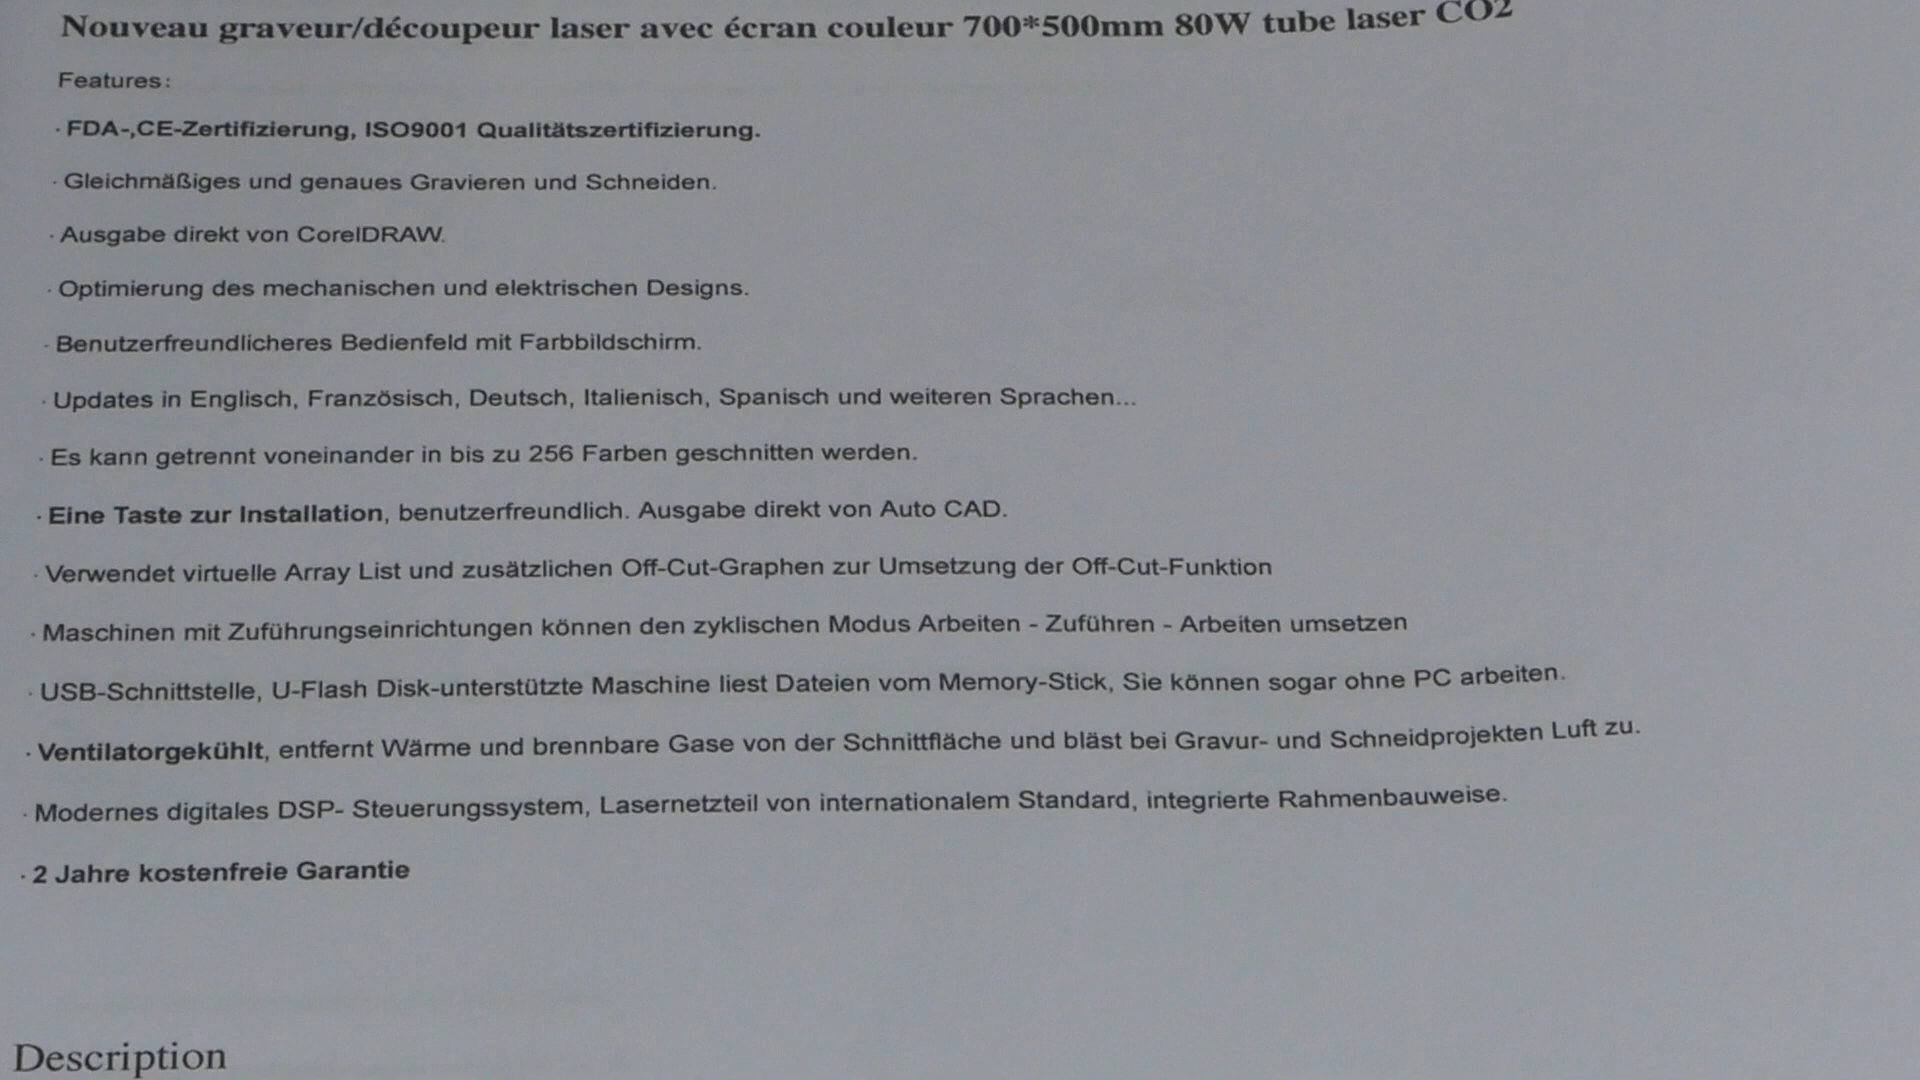 Nouveau graveur/découpeur laser avec écran couleur 700*500mm 80W tube laser CO2
Features:
· FDA-,CE-Zertifizierung, ISO9001 Qualitätszertifizierung.
· Gleichmäßiges und genaues Gravieren und Schneiden.
· Ausgabe direkt von CorelDRAW.
· Optimierung des mechanischen und elektrischen Designs.
· Benutzerfreundlicheres Bedienfeld mit Farbbildschirm.
· Updates in Englisch, Französisch, Deutsch, Italienisch, Spanisch und weiteren Sprachen...
· Es kann getrennt voneinander in bis zu 256 Farben geschnitten werden.
· Eine Taste zur Installation, benutzerfreundlich. Ausgabe direkt von Auto CAD.
· Verwendet virtuelle Array List und zusätzlichen Off-Cut-Graphen zur Umsetzung der Off-Cut-Funktion
· Maschinen mit Zuführungseinrichtungen können den zyklischen Modus Arbeiten - Zuführen - Arbeiten umsetzen
· USB-Schnittstelle, U-Flash Disk-unterstützte Maschine liest Dateien vom Memory-Stick, Sie können sogar ohne PC arbeiten.
· Ventilatorgekühlt, entfernt Wärme und brennbare Gase von der Schnittfläche und bläst bei Gravur- und Schneidprojekten Luft zu.
· Modernes digitales DSP- Steuerungssystem, Lasernetzteil von internationalem Standard, integrierte Rahmenbauweise.
· 2 Jahre kostenfreie Garantie
Description